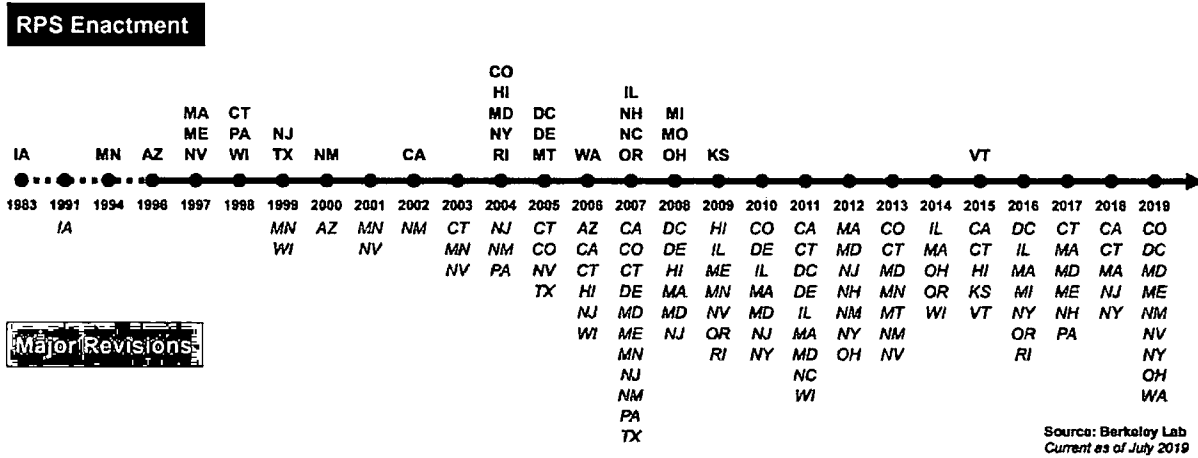 RPS Enactment
CO
HI IL
MA CT MD DC NH MI
ME PA NJ NY DE NC MO
IA MN AZ NV WI TX NM CA RI MT WA OR OH KS VT
1983 1991 1994 1996 1997 1998 1999 2000 2001 2002 2003 2004 2005 2006 2007 2008 2009 2010 2011 2012 2013 2014 2015 2016 2017 2018 2019
IA MN AZ MN NM CT NJ CT AZ CA DC HI CO CA MA CO IL CA DC CT CA CO
WI NV MN NM CO CA CO DE IL DE CT MD CT MA CT IL MA CT DC
NV PA NV CT CT HI ME IL DC NJ MD OH HI MA MD MA MD
TX HI DE MA MN MA DE NH MN OR KS MI ME NJ ME
NJ MD MD NV MD IL NM MT WI VT NY NH NY NM
WI ME NJ OR NJ MA NY NM OR PA NV
MN RI NY MD OH NV RI NY
NJ NC OH
NM WI WA
PA
TX
Major Revisions
Source: Berkeley Lab
Current as of July 2019